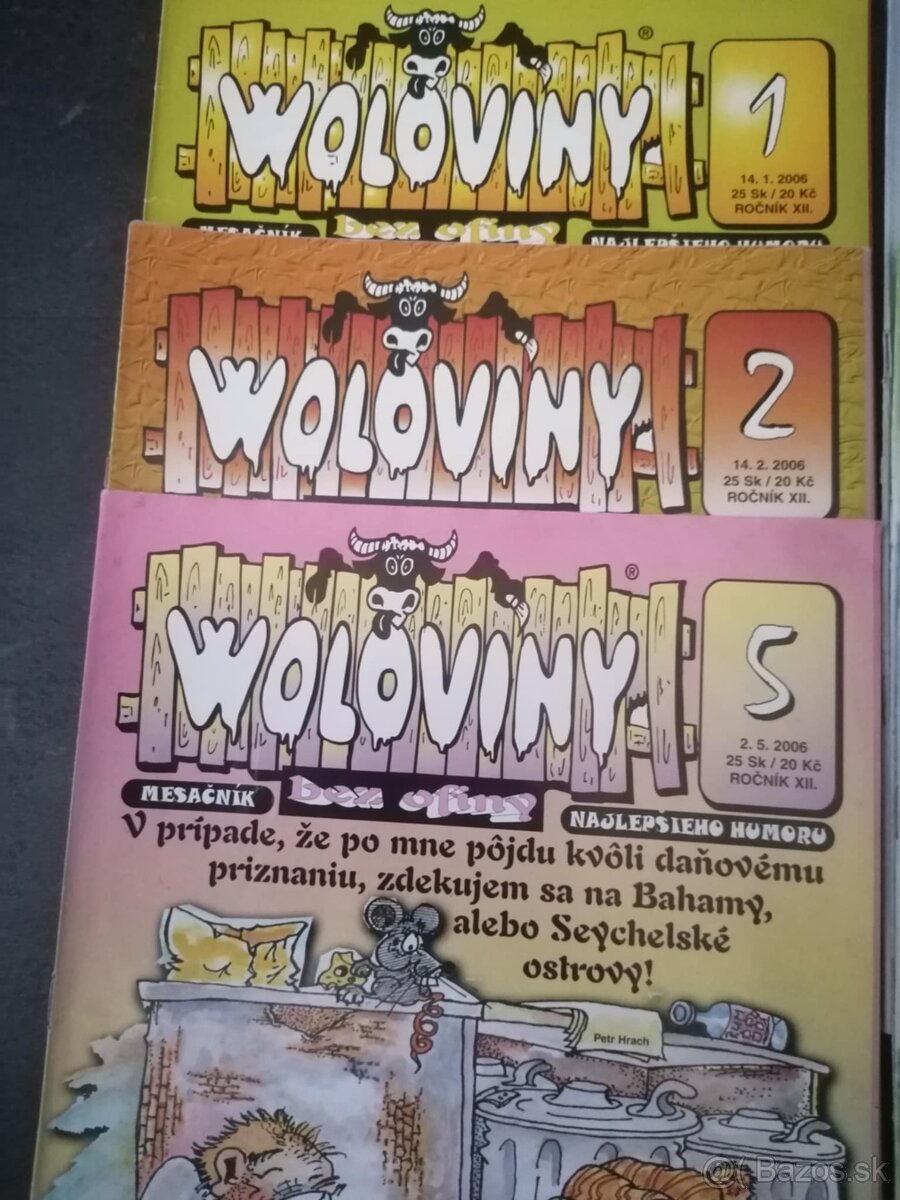 WOLOVINY
®
1
14. 1. 2006
25 Sk / 20 Kč
ROČNÍK XII.
MESAČNÍK
bez ofiny
NAJLEPŠIEHO HUMORU
WOLOVINY
2
14. 2. 2006
25 Sk / 20 Kč
ROČNÍK XII.
WOLOVINY
®
5
2. 5. 2006
25 Sk / 20 Kč
ROČNÍK XII.
MESAČNÍK
bez ofiny
NAJLEPŠIEHO HUMORU
V prípade, že po mne pôjdu kvôli daňovému
priznaniu, zdekujem sa na Bahamy,
alebo Seychelské
ostrovy!
Petr Hrach
Bazos.sk